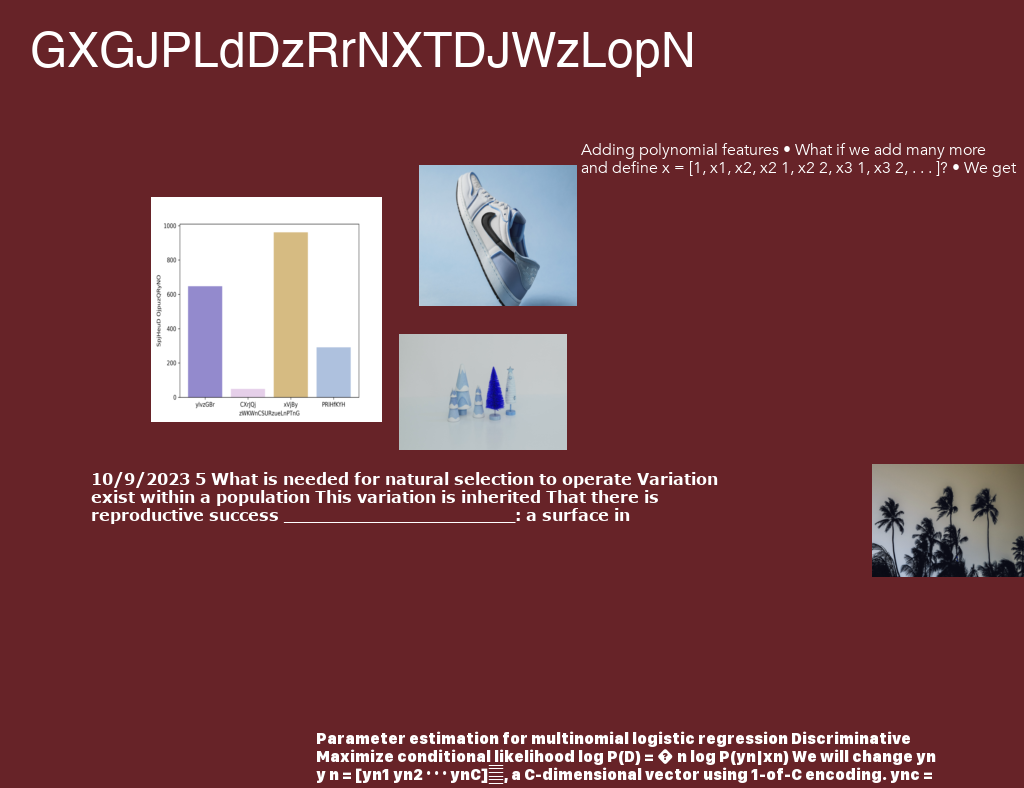 GXGJPLdDzRrNXTDJWzLopN
Adding polynomial features • What if we add many more
and define x = [1, x1, x2, x2 1, x2 2, x3 1, x3 2, . . . ]? • We get
1000
800
600
400
200
0
SpjHeuD OjpuzQRyNO
yivzGBr CXrJQj xVjBy PRIHfKYH
zWKWnCSURzueLnPTnG
10/9/2023 5 What is needed for natural selection to operate Variation
exist within a population This variation is inherited That there is
reproductive success ______________________: a surface in
Parameter estimation for multinomial logistic regression Discriminative
Maximize conditional likelihood log P(D) = � n log P(yn|xn) We will change yn
y n = [yn1 yn2 · · · ynC]▒, a C-dimensional vector using 1-of-C encoding. ync =